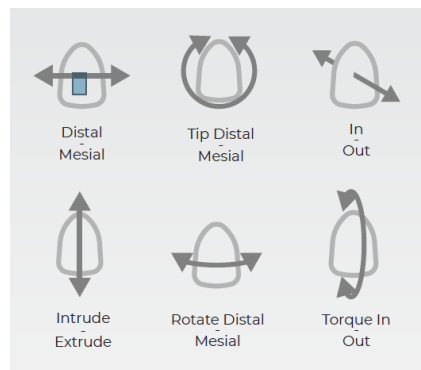 Distal
-
Mesial
Tip Distal
-
Mesial
In
-
Out
Intrude
-
Extrude
Rotate Distal
-
Mesial
Torque In
-
Out